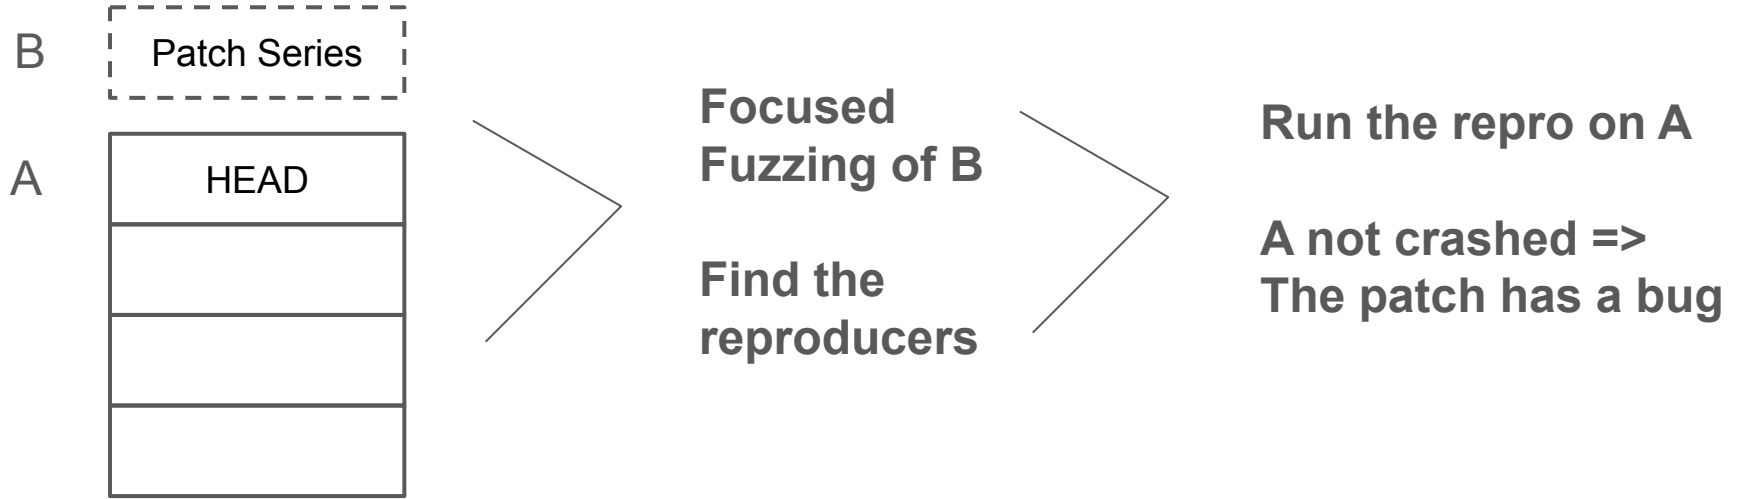 B
Patch Series
A
HEAD
Focused
Fuzzing of B
Find the
reproducers
Run the repro on A
A not crashed =>
The patch has a bug